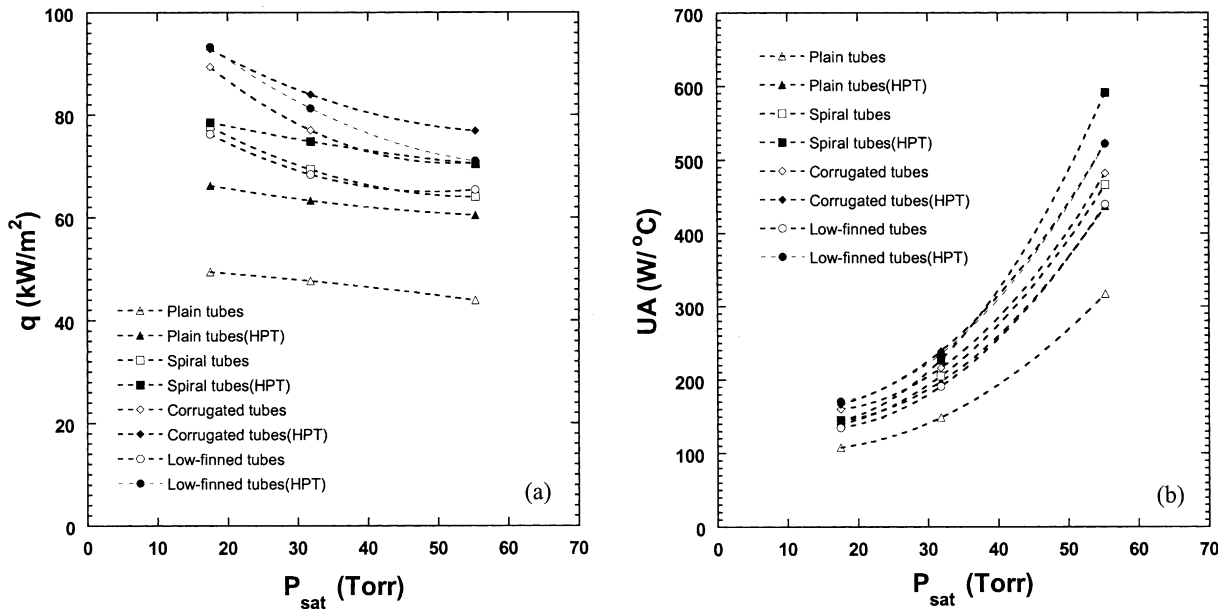 100
80
60
40
20
0
q (kW/m²)
Plain tubes
Plain tubes(HPT)
Spiral tubes
Spiral tubes(HPT)
Corrugated tubes
Corrugated tubes(HPT)
Low-finned tubes
Low-finned tubes(HPT)
(a)
0 10 20 30 40 50 60 70
P_sat (Torr)
700
600
500
400
300
200
100
0
UA (W/°C)
Plain tubes
Plain tubes(HPT)
Spiral tubes
Spiral tubes(HPT)
Corrugated tubes
Corrugated tubes(HPT)
Low-finned tubes
Low-finned tubes(HPT)
(b)
0 10 20 30 40 50 60 70
P_sat (Torr)